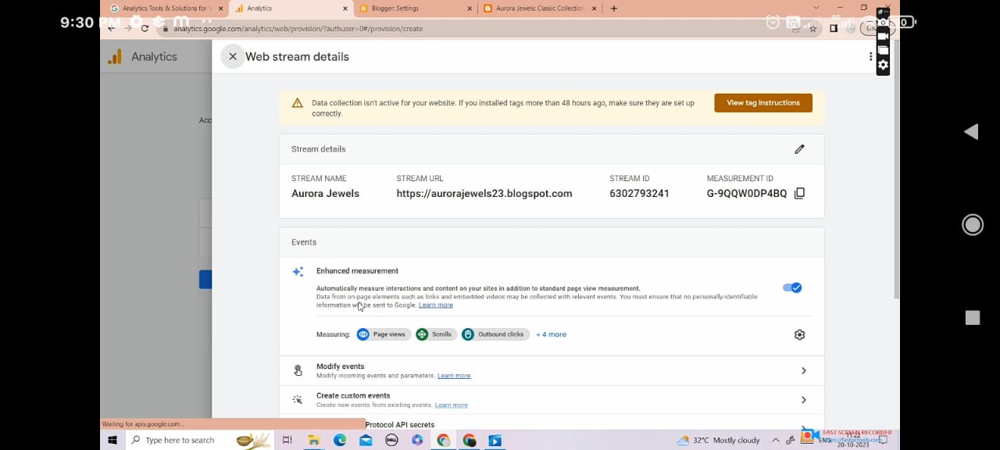 Analytics Tools & Solutions for Y
Analytics
Blogger: Settings
Aurora Jewels: Classic Collection
9:30 PM
analytics.google.com/analytics/web/provision/?authuser=0#/provision/create
Analytics
Web stream details
Data collection isn't active for your website. If you installed tags more than 48 hours ago, make sure they are set up
correctly.
View tag instructions
Acc
Stream details
STREAM NAME STREAM URL STREAM ID MEASUREMENT ID
Aurora Jewels https://aurorajewels23.blogspot.com 6302793241 G-9QQW0DP4BQ
Events
Enhanced measurement
Automatically measure interactions and content on your sites in addition to standard page view measurement.
Data from on-page elements such as links and embedded videos may be collected with relevant events. You must ensure that no personally-identifiable
information will be sent to Google. Learn more
Measuring: Page views Scrolls Outbound clicks + 4 more
Modify events
Modify incoming events and parameters. Learn more
Create custom events
Create new events from existing events. Learn more
Protocol API secrets
Waiting for apis.google.com...
Type here to search
DELL
32°C Mostly cloudy
ENG
11:22
20-10-2023
FAST SCREEN RECORDER
https://fastpctools.com